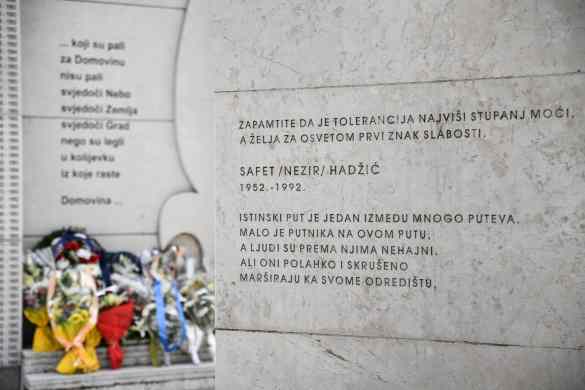 ... koji su pali
za Domovinu
nisu pali
svjedoči Nebo
svjedoči Zemlja
svjedoči Grad
nego su legli
u kolijevku
iz koje raste
Domovina ...
ZAPAMTITE DA JE TOLERANCIJA NAJVIŠI STUPANJ MOĆI,
A ŽELJA ZA OSVETOM PRVI ZNAK SLABOSTI.
SAFET /NEZIR/ HADŽIĆ
1952.-1992.
ISTINSKI PUT JE JEDAN IZMEĐU MNOGO PUTEVA.
MALO JE PUTNIKA NA OVOM PUTU,
A LJUDI SU PREMA NJIMA NEHAJNI.
ALI ONI POLAHKO I SKRUŠENO
MARŠIRAJU KA SVOME ODREDIŠTU.